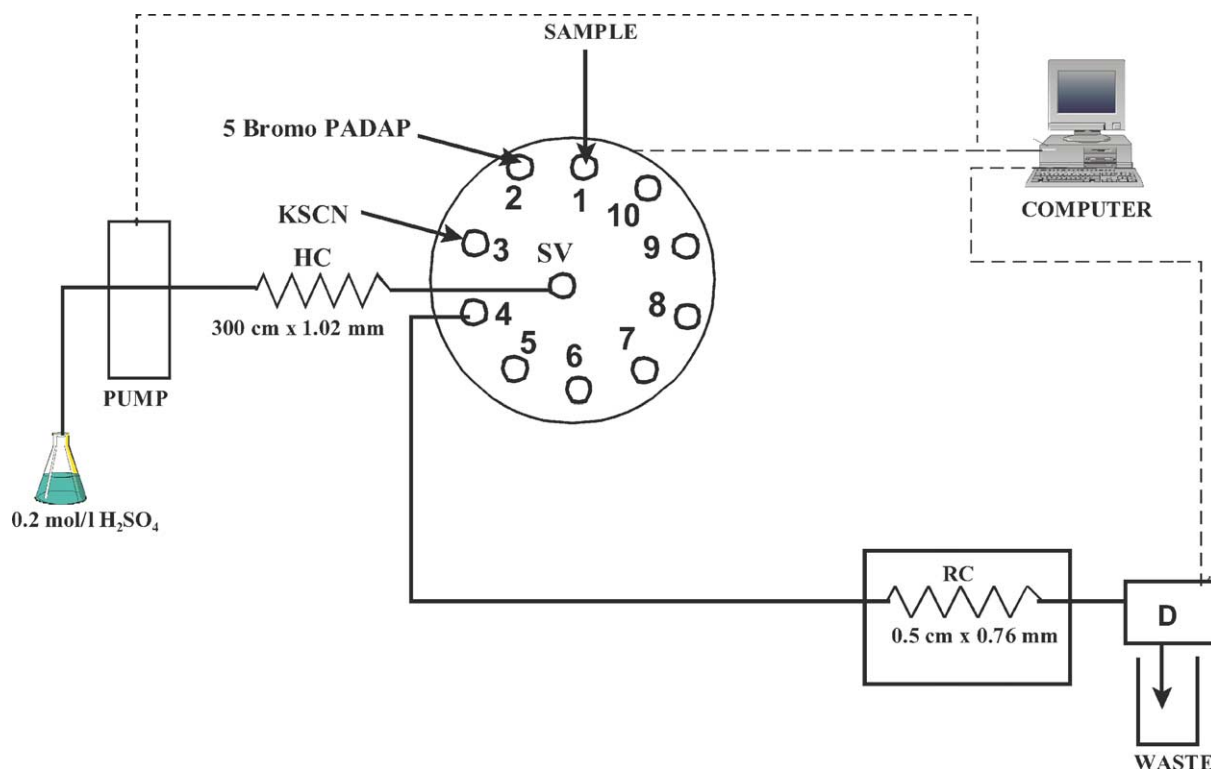 SAMPLE
5 Bromo PADAP
COMPUTER
2
1
10
KSCN
3
9
HC
SV
300 cm x 1.02 mm
4
8
5
6
7
PUMP
0.2 mol/l H₂SO₄
RC
0.5 cm x 0.76 mm
D
WASTE